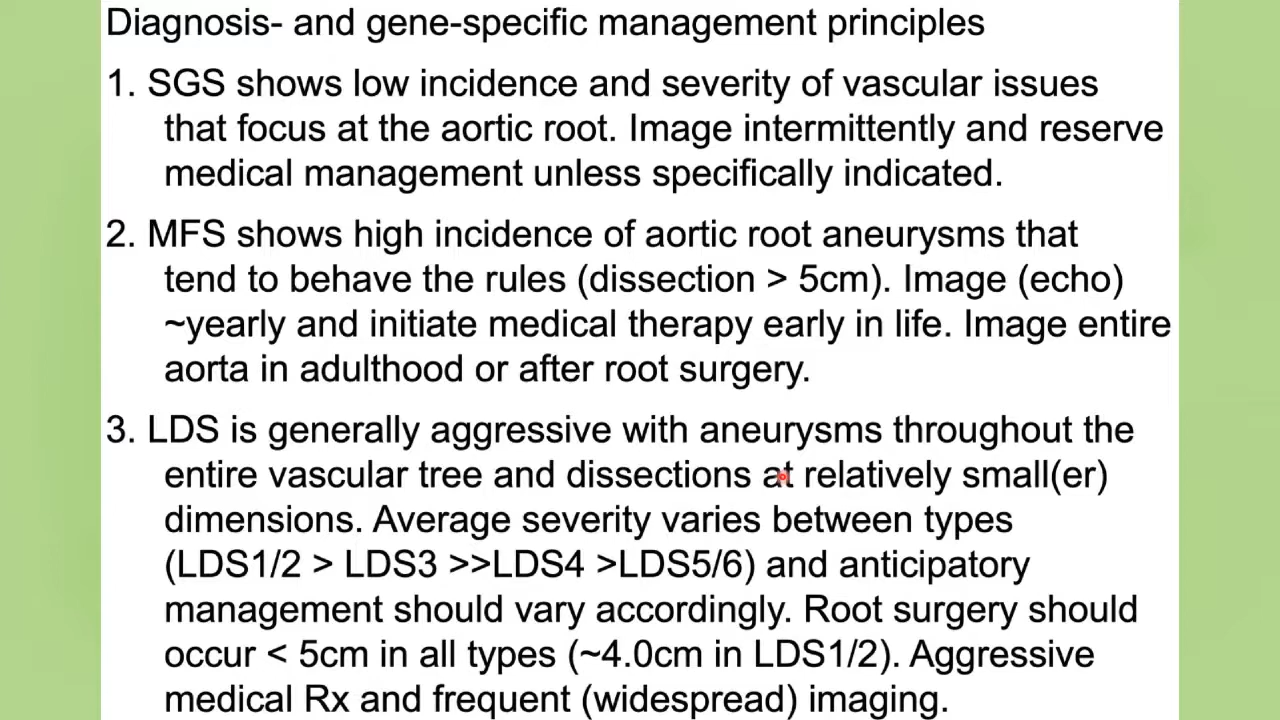 Diagnosis- and gene-specific management principles
1. SGS shows low incidence and severity of vascular issues
that focus at the aortic root. Image intermittently and reserve
medical management unless specifically indicated.
2. MFS shows high incidence of aortic root aneurysms that
tend to behave the rules (dissection > 5cm). Image (echo)
~yearly and initiate medical therapy early in life. Image entire
aorta in adulthood or after root surgery.
3. LDS is generally aggressive with aneurysms throughout the
entire vascular tree and dissections at relatively small(er)
dimensions. Average severity varies between types
(LDS1/2 > LDS3 >>LDS4 >LDS5/6) and anticipatory
management should vary accordingly. Root surgery should
occur < 5cm in all types (~4.0cm in LDS1/2). Aggressive
medical Rx and frequent (widespread) imaging.